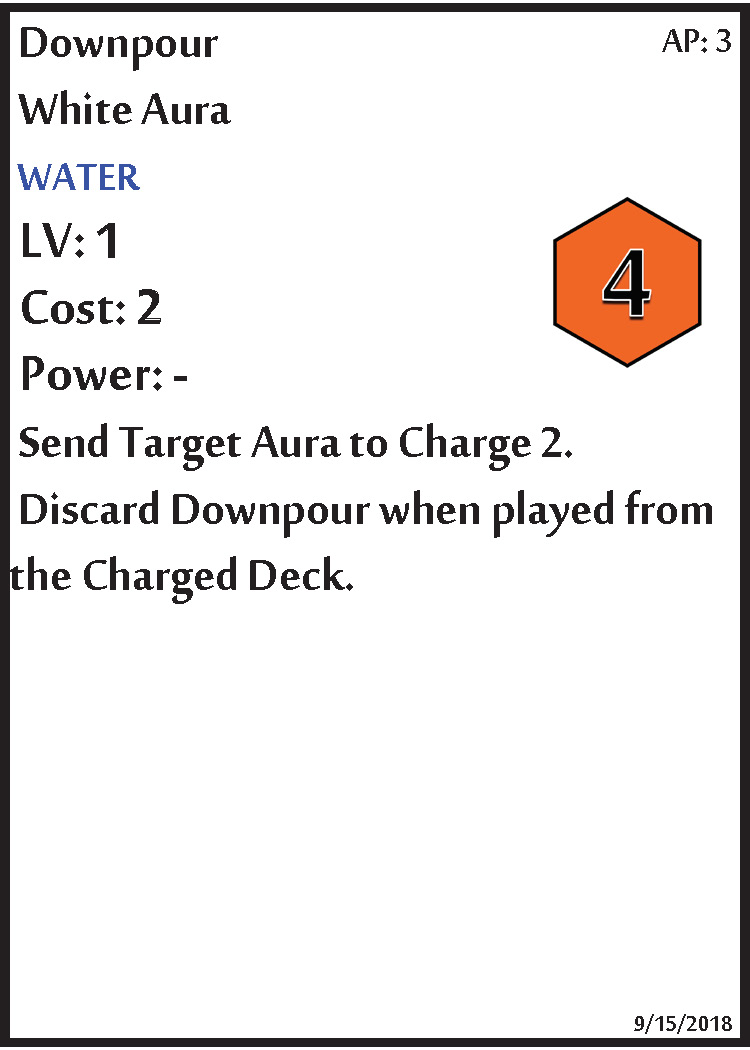 Downpour
AP: 3
White Aura
WATER
LV: 1
Cost: 2
4
Power: -
Send Target Aura to Charge 2.
Discard Downpour when played from
the Charged Deck.
9/15/2018